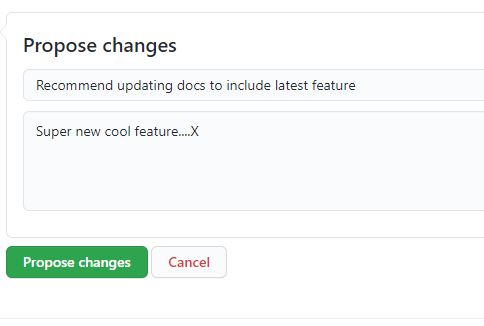 Propose changes
Recommend updating docs to include latest feature
Super new cool feature....X
Propose changes
Cancel